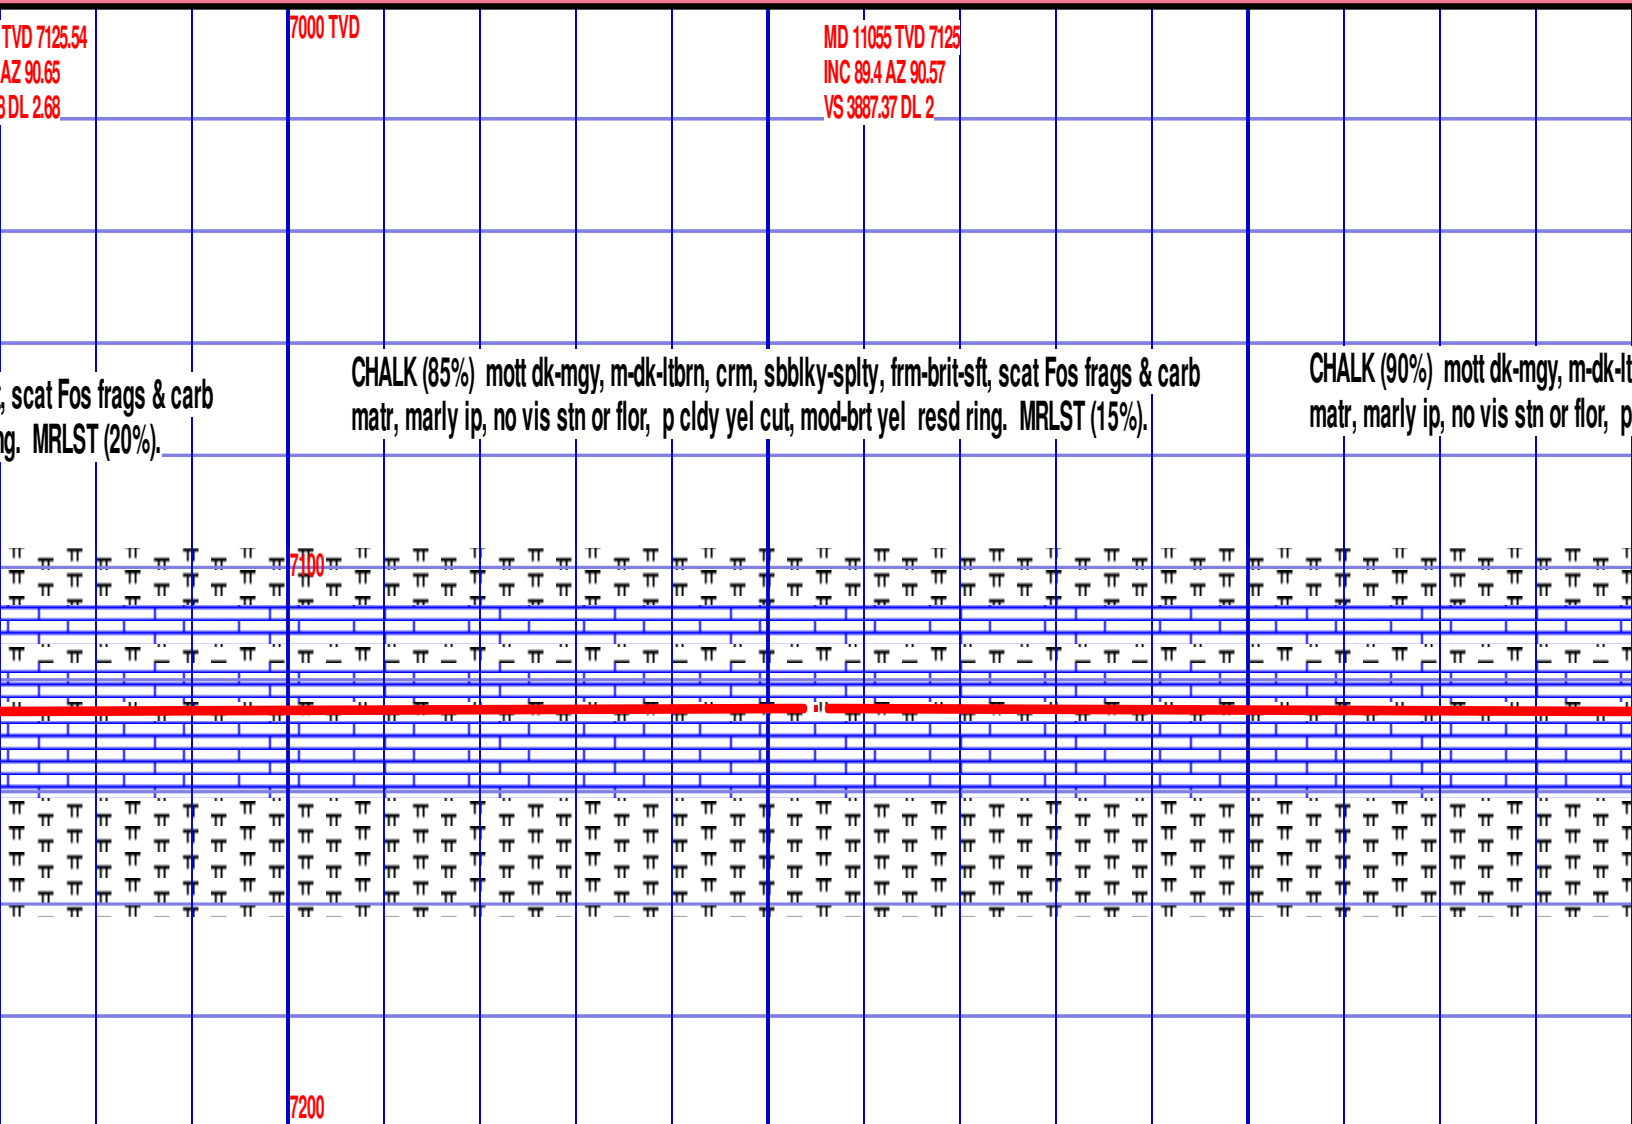 TVD 7125.54
AZ 90.65
DL 2.68
7000 TVD
MD 11055 TVD 7125
INC 89.4 AZ 90.57
VS 3887.37 DL 2
, scat Fos frags & carb
ng. MRLST (20%).
CHALK (85%) mott dk-mgy, m-dk-ltbrn, crm, sbblky-splty, frm-brit-sft, scat Fos frags & carb
matr, marly ip, no vis stn or flor, p cldy yel cut, mod-brt yel resd ring. MRLST (15%).
CHALK (90%) mott dk-mgy, m-dk-lt
matr, marly ip, no vis stn or flor, p
7100
7200